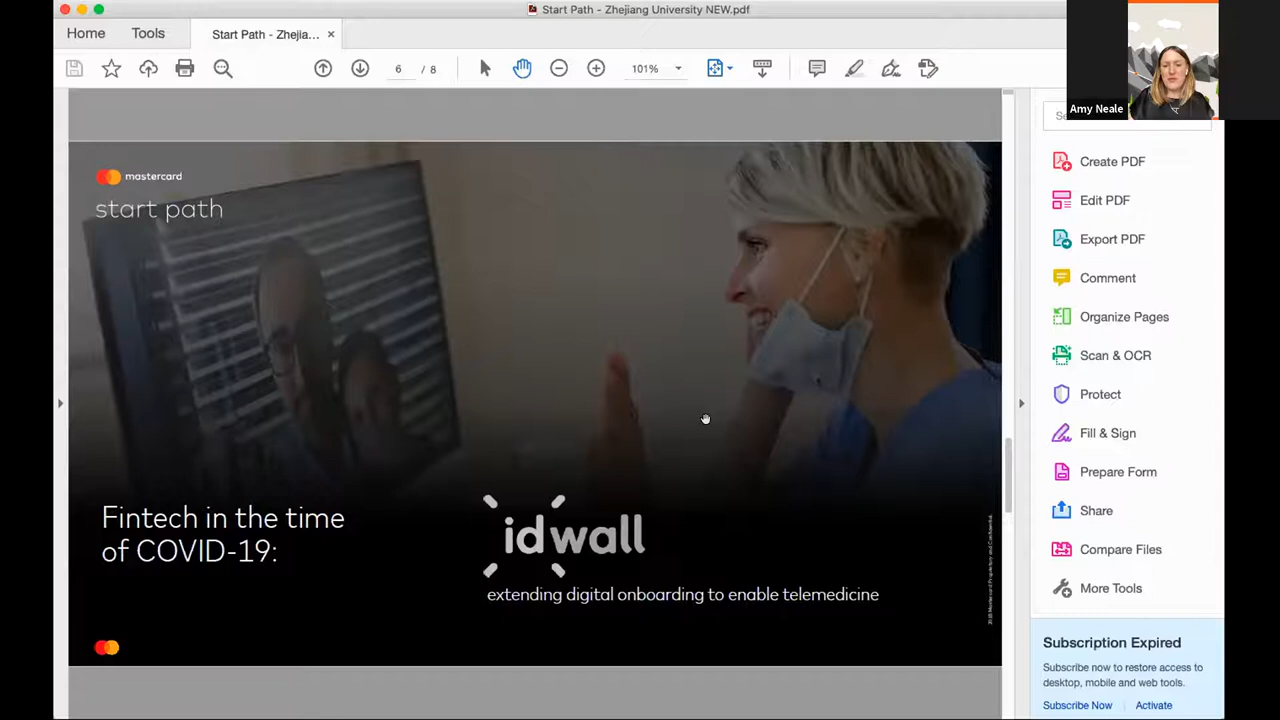 Start Path - Zhejiang University NEW.pdf
Home
Tools
Start Path - Zhejia... ×
6 / 8
101%
Amy Neale
Create PDF
Edit PDF
Export PDF
Comment
Organize Pages
Scan & OCR
Protect
Fill & Sign
Prepare Form
Share
Compare Files
More Tools
Subscription Expired
Subscribe now to restore access to
desktop, mobile and web tools.
Subscribe Now
Activate
mastercard
start path
Fintech in the time
of COVID-19:
idwall
extending digital onboarding to enable telemedicine